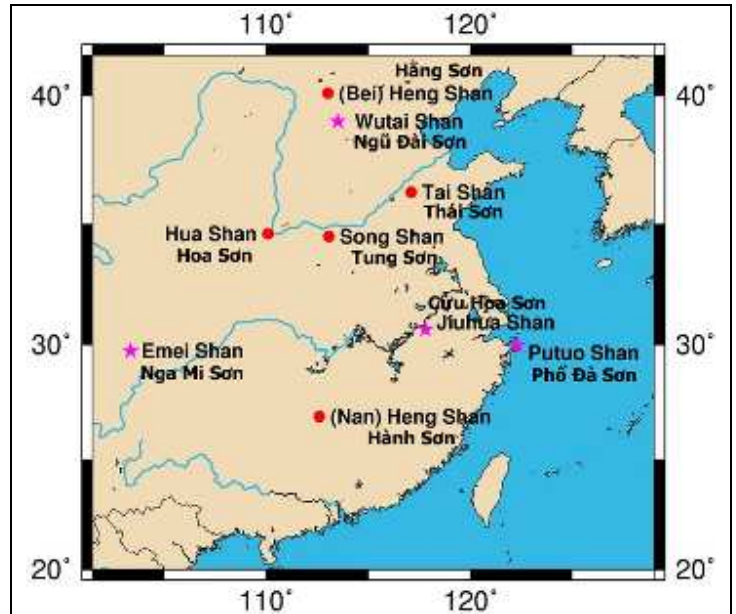 110° 120°
Hằng Sơn
40° (Bei) Heng Shan 40°
Wutai Shan
Ngũ Đài Sơn
Tai Shan
Thái Sơn
Hua Shan Song Shan
Hoa Sơn Tung Sơn
Cửu Hoa Sơn
Jiuhua Shan
30° Emei Shan Putuo Shan 30°
Nga Mi Sơn Phổ Đà Sơn
(Nan) Heng Shan
Hành Sơn
20° 20°
110° 120°